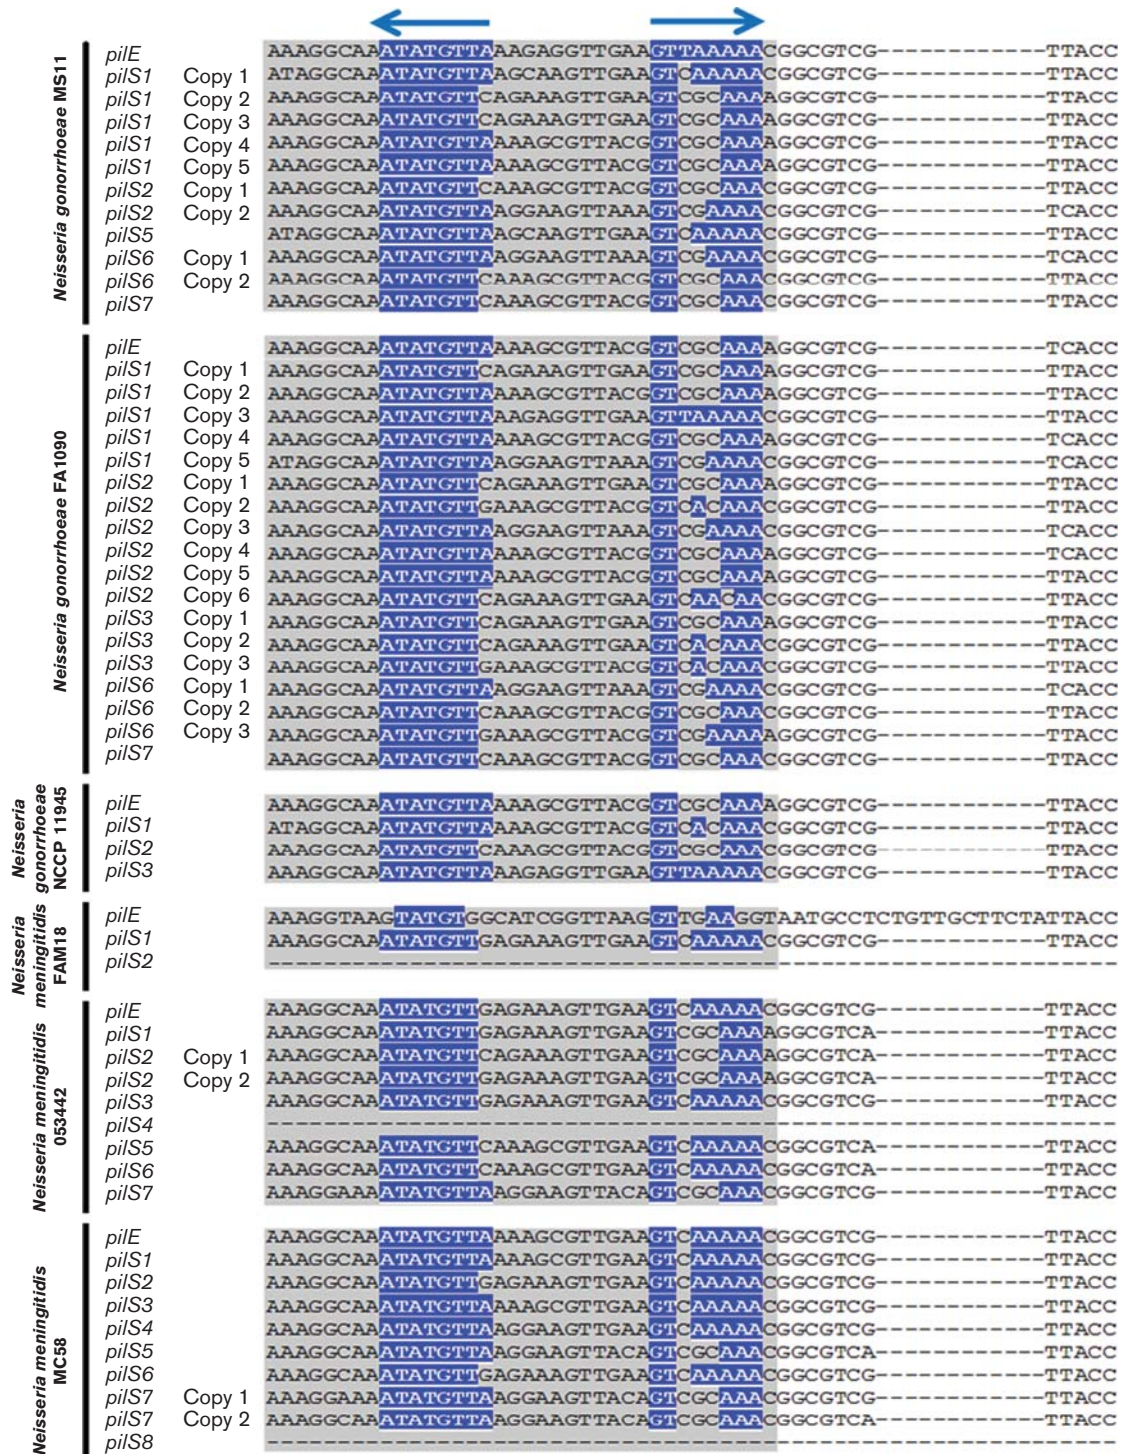 Neisseria gonorrhoeae MS11
pilE AAAGGCAAATATGTTAAAGAGGTTGAAGTTAAAAACGGCGTCG------------TTACC
pilS1 Copy 1 ATAGGCAAATATGTTAAGCAAGTTGAAGTCAAAAACGGCGTCG------------TTACC
pilS1 Copy 2 AAAGGCAAATATGTTCAGAAAGTTGAAGTCGCAAAAGGCGTCG------------TTACC
pilS1 Copy 3 AAAGGCAAATATGTTCAGAAAGTTGAAGTCGCAAAAGGCGTCG------------TTACC
pilS1 Copy 4 AAAGGCAAATATGTTAAAAGCGTTACGGTCGCAAAAGGCGTCG------------TTACC
pilS1 Copy 5 AAAGGCAAATATGTTAAAAGCGTTACGGTCGCAAAAGGCGTCG------------TTACC
pilS2 Copy 1 AAAGGCAAATATGTTCAAAGCGTTACGGTCGCAAACGGCGTCG------------TTACC
pilS2 Copy 2 AAAGGCAAATATGTTAAGGAAGTTAAAGTCGAAAACGGCGTCG------------TCACC
pilS5 ATAGGCAAATATGTTAAGCAAGTTGAAGTCAAAAACGGCGTCG------------TTACC
pilS6 Copy 1 AAAGGCAAATATGTTAAGGAAGTTAAAGTCGAAAACGGCGTCG------------TCACC
pilS6 Copy 2 AAAGGCAAATATGTTCAAAGCGTTACGGTCGCAAACGGCGTCG------------TTACC
pilS7 AAAGGCAAATATGTTCAAAGCGTTACGGTCGCAAACGGCGTCG------------TTACC
Neisseria gonorrhoeae FA1090
pilE AAAGGCAAATATGTTAAAAGCGTTACGGTCGCAAAAGGCGTCG------------TCACC
pilS1 Copy 1 AAAGGCAAATATGTTCAGAAAGTTGAAGTCGCAAAAGGCGTCG------------TTACC
pilS1 Copy 2 AAAGGCAAATATGTTAAAAGCGTTACGGTCGCAAAAGGCGTCG------------TTACC
pilS1 Copy 3 AAAGGCAAATATGTTAAAGAGGTTGAAGTTAAAAACGGCGTCG------------TTACC
pilS1 Copy 4 AAAGGCAAATATGTTAAAAGCGTTACGGTCGCAAAAGGCGTCG------------TCACC
pilS1 Copy 5 ATAGGCAAATATGTTAAGGAAGTTAAAGTCGAAAACGGCGTCG------------TCACC
pilS2 Copy 1 AAAGGCAAATATGTTCAGAAAGTTGAAGTCGCAAACGGCGTCG------------TTACC
pilS2 Copy 2 AAAGGCAAATATGTTGAAAGCGTTACGGTCACAAACGGCGTCG------------TTACC
pilS2 Copy 3 AAAGGCAAATATGTTAAGGAAGTTAAAGTCGAAAACGGCGTCG------------TCACC
pilS2 Copy 4 AAAGGCAAATATGTTAAAAGCGTTACGGTCGCAAAAGGCGTCG------------TCACC
pilS2 Copy 5 AAAGGCAAATATGTTAAAAGCGTTACGGTCGCAAAAGGCGTCG------------TTACC
pilS2 Copy 6 AAAGGCAAATATGTTCAGAAAGTTGAAGTCAACAACGGCGTCG------------TTACC
pilS3 Copy 1 AAAGGCAAATATGTTCAGAAAGTTGAAGTCGCAAAAGGCGTCG------------TTACC
pilS3 Copy 2 AAAGGCAAATATGTTCAGAAAGTTGAAGTCACAAACGGCGTCG------------TTACC
pilS3 Copy 3 AAAGGCAAATATGTTGAAAGCGTTACGGTCACAAACGGCGTCG------------TTACC
pilS6 Copy 1 AAAGGCAAATATGTTAAGGAAGTTAAAGTCGAAAACGGCGTCG------------TCACC
pilS6 Copy 2 AAAGGCAAATATGTTCAAAGCGTTACGGTCGCAAACGGCGTCG------------TTACC
pilS6 Copy 3 AAAGGCAAATATGTTGAAAGCGTTACGGTCGAAAAAGGCGTCG------------TTACC
pilS7 AAAGGCAAATATGTTCAAAGCGTTACGGTCGCAAACGGCGTCG------------TTACC
Neisseria
gonorrhoeae
NCCP 11945
pilE AAAGGCAAATATGTTAAAAGCGTTACGGTCGCAAAAGGCGTCG------------TTACC
pilS1 ATAGGCAAATATGTTAAAAGCGTTACGGTCACAAACGGCGTCG------------TTACC
pilS2 AAAGGCAAATATGTTCAAAGCGTTACGGTCGCAAACGGCGTCG------------TTACC
pilS3 AAAGGCAAATATGTTAAAGAGGTTGAAGTTAAAAACGGCGTCG------------TTACC
Neisseria
meningitidis
FAM18
pilE AAAGGTAAGTATGTGGCATCGGTTAAGGTTGAAGGTAATGCCTCTGTTGCTTCTATTACC
pilS1 AAAGGCAAATATGTTGAGAAAGTTGAAGTCAAAAACGGCGTCG------------TTACC
pilS2 ------------------------------------------------------------
Neisseria meningitidis
053442
pilE AAAGGCAAATATGTTGAGAAAGTTGAAGTCAAAAACGGCGTCG------------TTACC
pilS1 AAAGGCAAATATGTTGAGAAAGTTGAAGTCGCAAAAGGCGTCA------------TTACC
pilS2 Copy 1 AAAGGCAAATATGTTCAGAAAGTTGAAGTCGCAAAAGGCGTCA------------TTACC
pilS2 Copy 2 AAAGGCAAATATGTTGAGAAAGTTGAAGTCGCAAAAGGCGTCA------------TTACC
pilS3 AAAGGCAAATATGTTGAGAAAGTTGAAGTCAAAAACGGCGTCG------------TTACC
pilS4 ------------------------------------------------------------
pilS5 AAAGGCAAATATGTTCAAAGCGTTGAAGTCAAAAACGGCGTCA------------TTACC
pilS6 AAAGGCAAATATGTTCAAAGCGTTGAAGTCAAAAACGGCGTCA------------TTACC
pilS7 AAAGGAAAATATGTTAAGGAAGTTACAGTCGCAAACGGCGTCG------------TTACC
Neisseria meningitidis
MC58
pilE AAAGGCAAATATGTTAAAAGCGTTGAAGTCAAAAACGGCGTCG------------TTACC
pilS1 AAAGGCAAATATGTTAAAAGCGTTGAAGTCAAAAACGGCGTCG------------TTACC
pilS2 AAAGGCAAATATGTTGAGAAAGTTGAAGTCAAAAACGGCGTCG------------TTACC
pilS3 AAAGGCAAATATGTTAAAAGCGTTGAAGTCAAAAACGGCGTCG------------TTACC
pilS4 AAAGGCAAATATGTTAAGGAAGTTGAAGTCAAAAACGGCGTCG------------TTACC
pilS5 AAAGGCAAATATGTTAAGGAAGTTACAGTCGCAAACGGCGTCA------------TTACC
pilS6 AAAGGCAAATATGTTGAGAAAGTTGAAGTCAAAAACGGCGTCG------------TTACC
pilS7 Copy 1 AAAGGAAAATATGTTAAGGAAGTTACAGTCGCAAACGGCGTCG------------TTACC
pilS7 Copy 2 AAAGGCAAATATGTTAAGGAAGTTACAGTCGCAAACGGCGTCA------------TTACC
pilS8 ------------------------------------------------------------